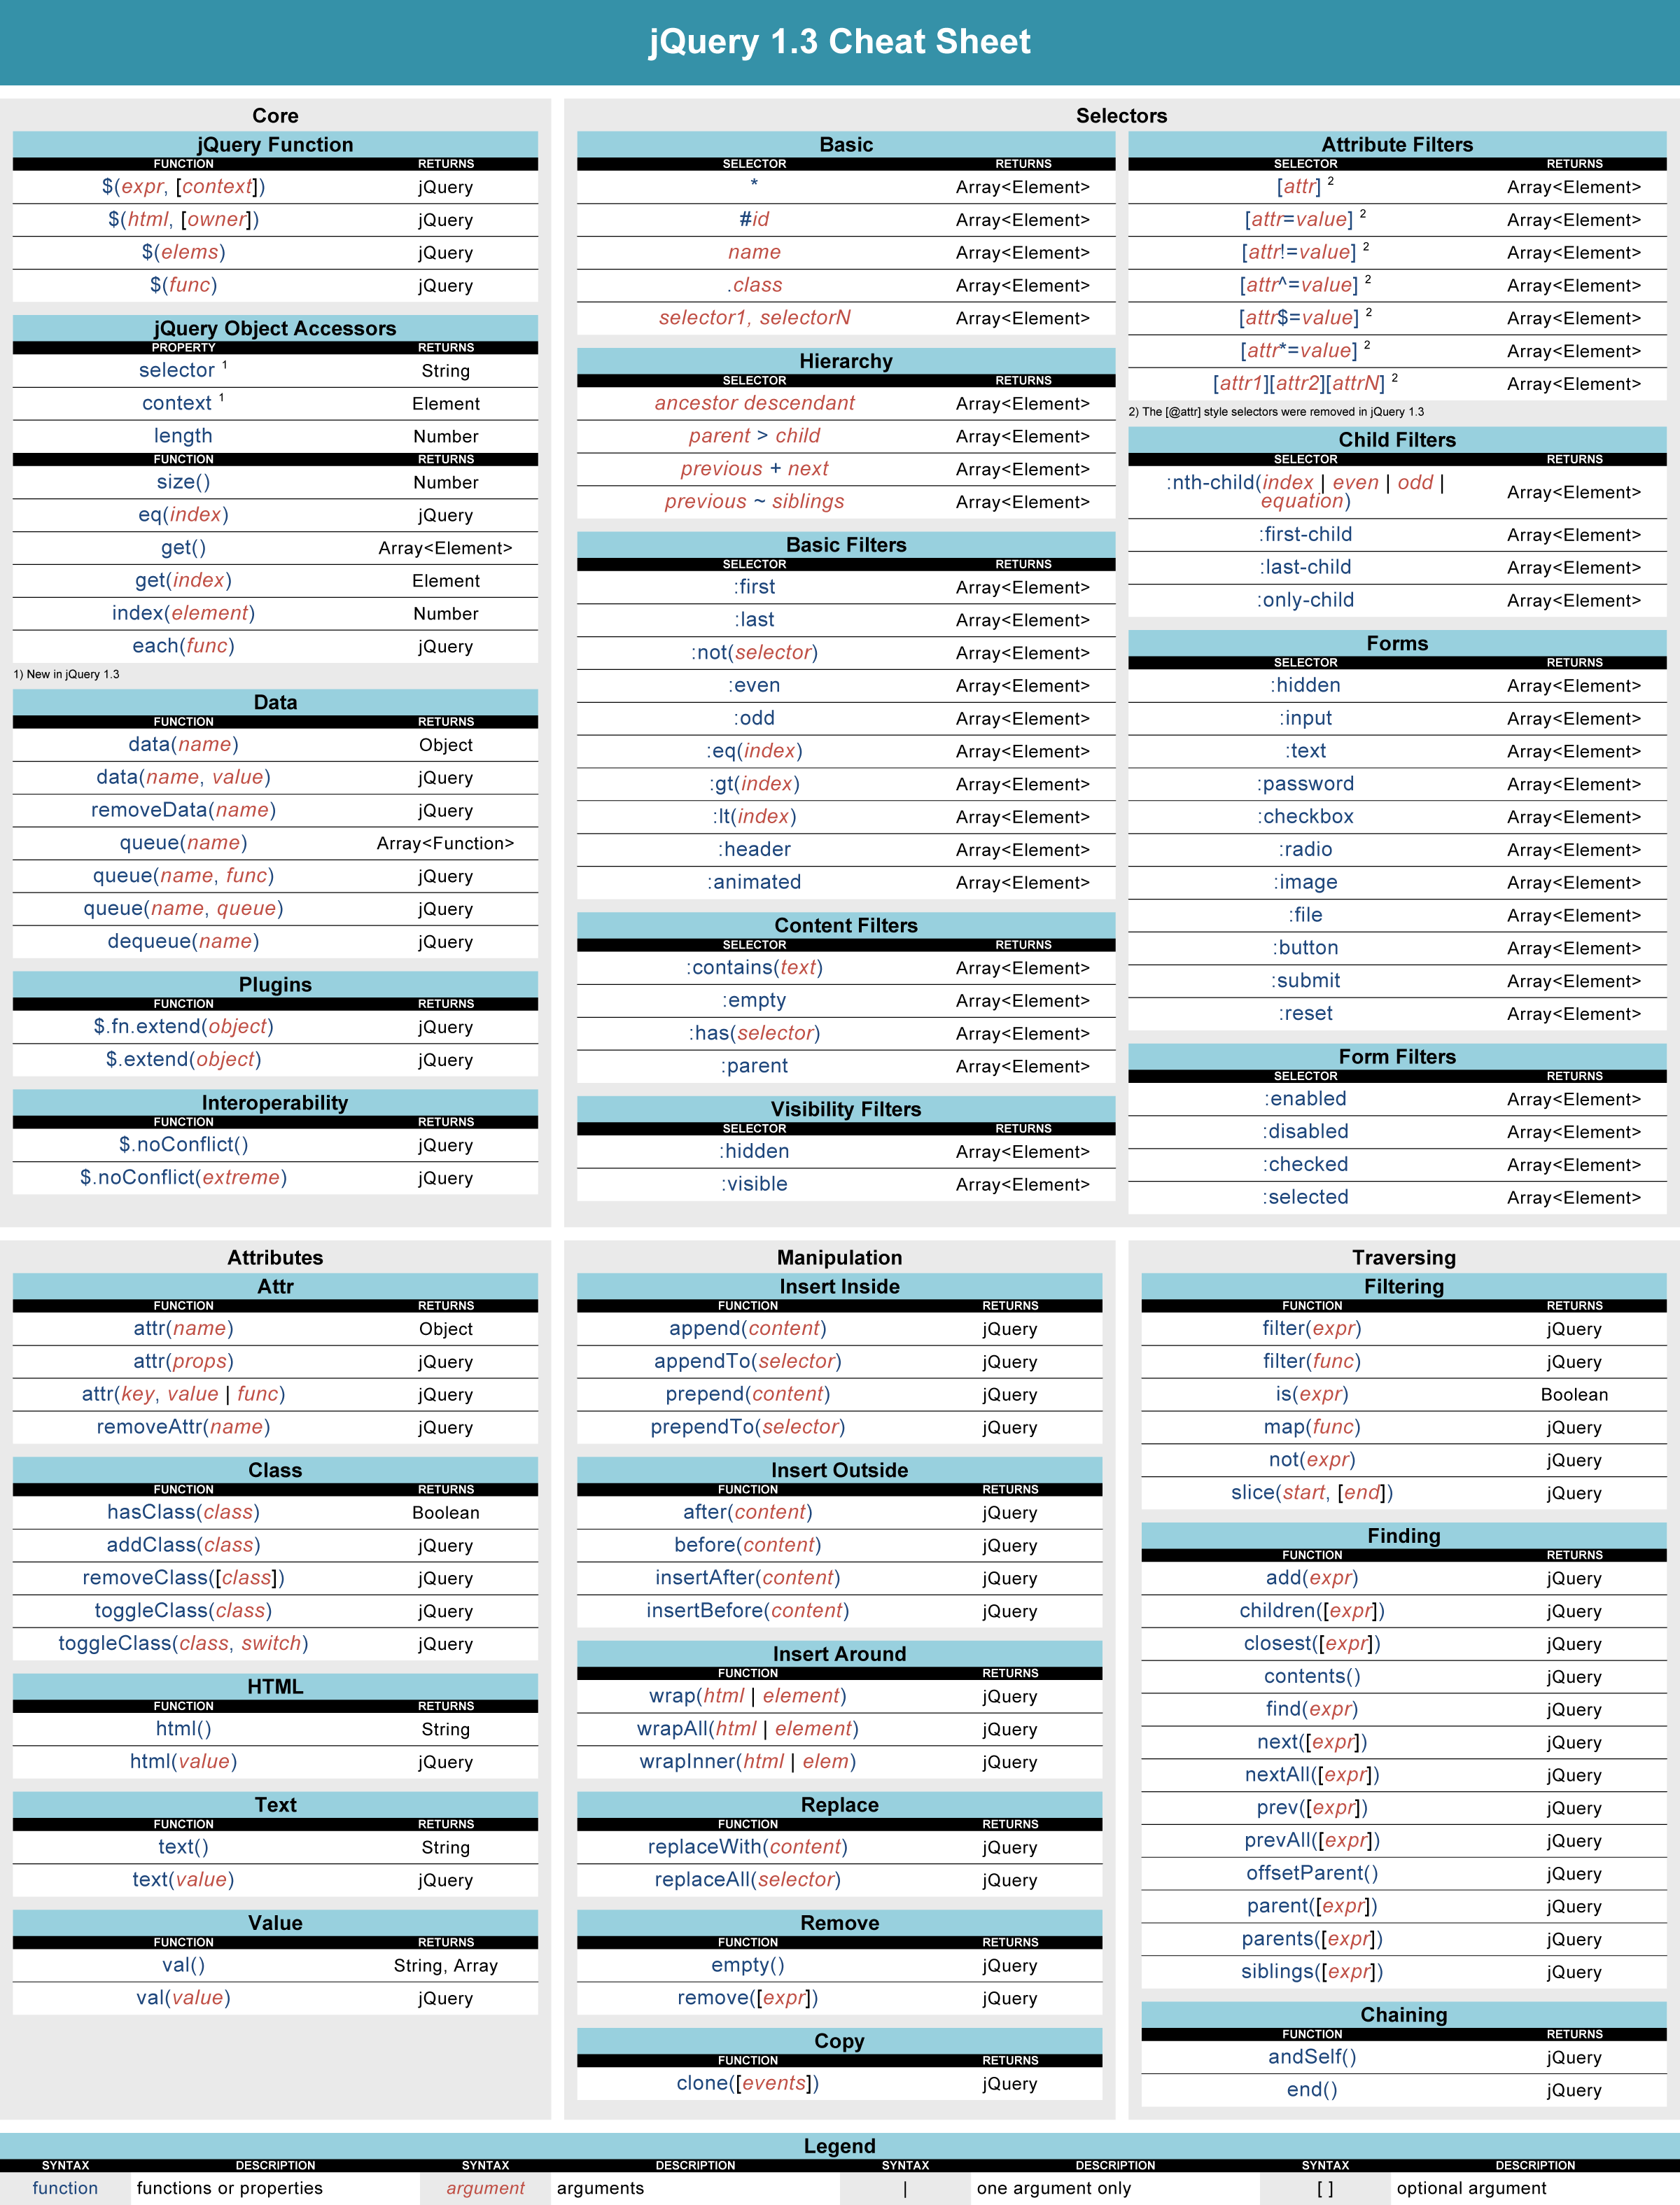 jQuery 1.3 Cheat Sheet
Core
jQuery Function
FUNCTION RETURNS
$(expr, [context]) jQuery
$(html, [owner]) jQuery
$(elems) jQuery
$(func) jQuery
jQuery Object Accessors
PROPERTY RETURNS
selector 1 String
context 1 Element
length Number
FUNCTION RETURNS
size() Number
eq(index) jQuery
get() Array<Element>
get(index) Element
index(element) Number
each(func) jQuery
1) New in jQuery 1.3
Data
FUNCTION RETURNS
data(name) Object
data(name, value) jQuery
removeData(name) jQuery
queue(name) Array<Function>
queue(name, func) jQuery
queue(name, queue) jQuery
dequeue(name) jQuery
Plugins
FUNCTION RETURNS
$.fn.extend(object) jQuery
$.extend(object) jQuery
Interoperability
FUNCTION RETURNS
$.noConflict() jQuery
$.noConflict(extreme) jQuery
Selectors
Basic
SELECTOR RETURNS
* Array<Element>
#id Array<Element>
name Array<Element>
.class Array<Element>
selector1, selectorN Array<Element>
Hierarchy
SELECTOR RETURNS
ancestor descendant Array<Element>
parent > child Array<Element>
previous + next Array<Element>
previous ~ siblings Array<Element>
Basic Filters
SELECTOR RETURNS
:first Array<Element>
:last Array<Element>
:not(selector) Array<Element>
:even Array<Element>
:odd Array<Element>
:eq(index) Array<Element>
:gt(index) Array<Element>
:lt(index) Array<Element>
:header Array<Element>
:animated Array<Element>
Content Filters
SELECTOR RETURNS
:contains(text) Array<Element>
:empty Array<Element>
:has(selector) Array<Element>
:parent Array<Element>
Visibility Filters
SELECTOR RETURNS
:hidden Array<Element>
:visible Array<Element>
Attribute Filters
SELECTOR RETURNS
[attr] 2 Array<Element>
[attr=value] 2 Array<Element>
[attr!=value] 2 Array<Element>
[attr^=value] 2 Array<Element>
[attr$=value] 2 Array<Element>
[attr*=value] 2 Array<Element>
[attr1][attr2][attrN] 2 Array<Element>
2) The [@attr] style selectors were removed in jQuery 1.3
Child Filters
SELECTOR RETURNS
:nth-child(index | even | odd |
equation) Array<Element>
:first-child Array<Element>
:last-child Array<Element>
:only-child Array<Element>
Forms
SELECTOR RETURNS
:hidden Array<Element>
:input Array<Element>
:text Array<Element>
:password Array<Element>
:checkbox Array<Element>
:radio Array<Element>
:image Array<Element>
:file Array<Element>
:button Array<Element>
:submit Array<Element>
:reset Array<Element>
Form Filters
SELECTOR RETURNS
:enabled Array<Element>
:disabled Array<Element>
:checked Array<Element>
:selected Array<Element>
Attributes
Attr
FUNCTION RETURNS
attr(name) Object
attr(props) jQuery
attr(key, value | func) jQuery
removeAttr(name) jQuery
Class
FUNCTION RETURNS
hasClass(class) Boolean
addClass(class) jQuery
removeClass([class]) jQuery
toggleClass(class) jQuery
toggleClass(class, switch) jQuery
HTML
FUNCTION RETURNS
html() String
html(value) jQuery
Text
FUNCTION RETURNS
text() String
text(value) jQuery
Value
FUNCTION RETURNS
val() String, Array
val(value) jQuery
Manipulation
Insert Inside
FUNCTION RETURNS
append(content) jQuery
appendTo(selector) jQuery
prepend(content) jQuery
prependTo(selector) jQuery
Insert Outside
FUNCTION RETURNS
after(content) jQuery
before(content) jQuery
insertAfter(content) jQuery
insertBefore(content) jQuery
Insert Around
FUNCTION RETURNS
wrap(html | element) jQuery
wrapAll(html | element) jQuery
wrapInner(html | elem) jQuery
Replace
FUNCTION RETURNS
replaceWith(content) jQuery
replaceAll(selector) jQuery
Remove
FUNCTION RETURNS
empty() jQuery
remove([expr]) jQuery
Copy
FUNCTION RETURNS
clone([events]) jQuery
Traversing
Filtering
FUNCTION RETURNS
filter(expr) jQuery
filter(func) jQuery
is(expr) Boolean
map(func) jQuery
not(expr) jQuery
slice(start, [end]) jQuery
Finding
FUNCTION RETURNS
add(expr) jQuery
children([expr]) jQuery
closest([expr]) jQuery
contents() jQuery
find(expr) jQuery
next([expr]) jQuery
nextAll([expr]) jQuery
prev([expr]) jQuery
prevAll([expr]) jQuery
offsetParent() jQuery
parent([expr]) jQuery
parents([expr]) jQuery
siblings([expr]) jQuery
Chaining
FUNCTION RETURNS
andSelf() jQuery
end() jQuery
Legend
SYNTAX DESCRIPTION SYNTAX DESCRIPTION SYNTAX DESCRIPTION SYNTAX DESCRIPTION
function functions or properties argument arguments | one argument only [ ] optional argument